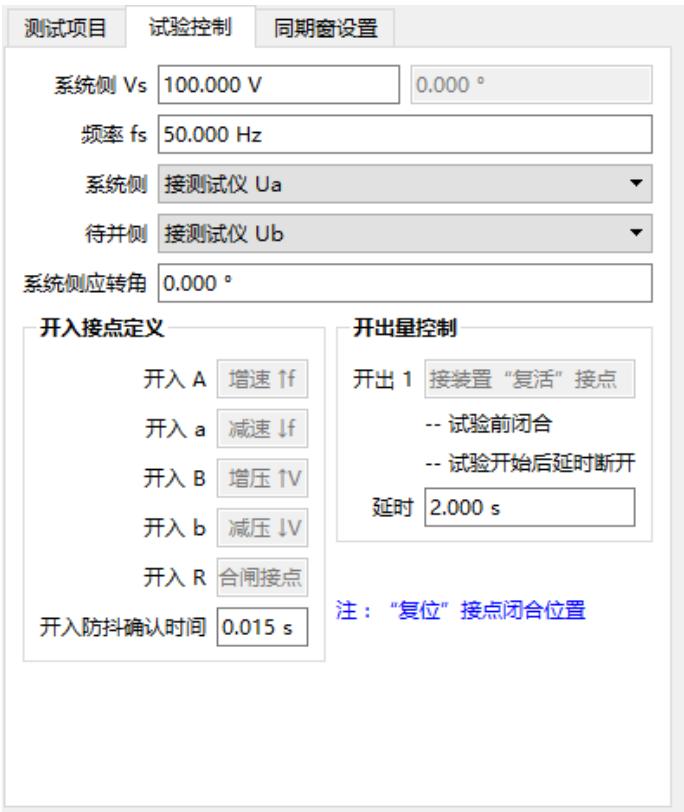 测试项目 试验控制 同期窗设置
系统侧 Vs 100.000 V 0.000 °
频率 fs 50.000 Hz
系统侧 接测试仪 Ua
待并侧 接测试仪 Ub
系统侧应转角 0.000 °
开入接点定义
开入 A 增速 ↑f
开入 a 减速 ↓f
开入 B 增压 ↑V
开入 b 减压 ↓V
开入 R 合闸接点
开入防抖确认时间 0.015 s
开出量控制
开出 1 接装置“复活”接点
-- 试验前闭合
-- 试验开始后延时断开
延时 2.000 s
注：“复位”接点闭合位置